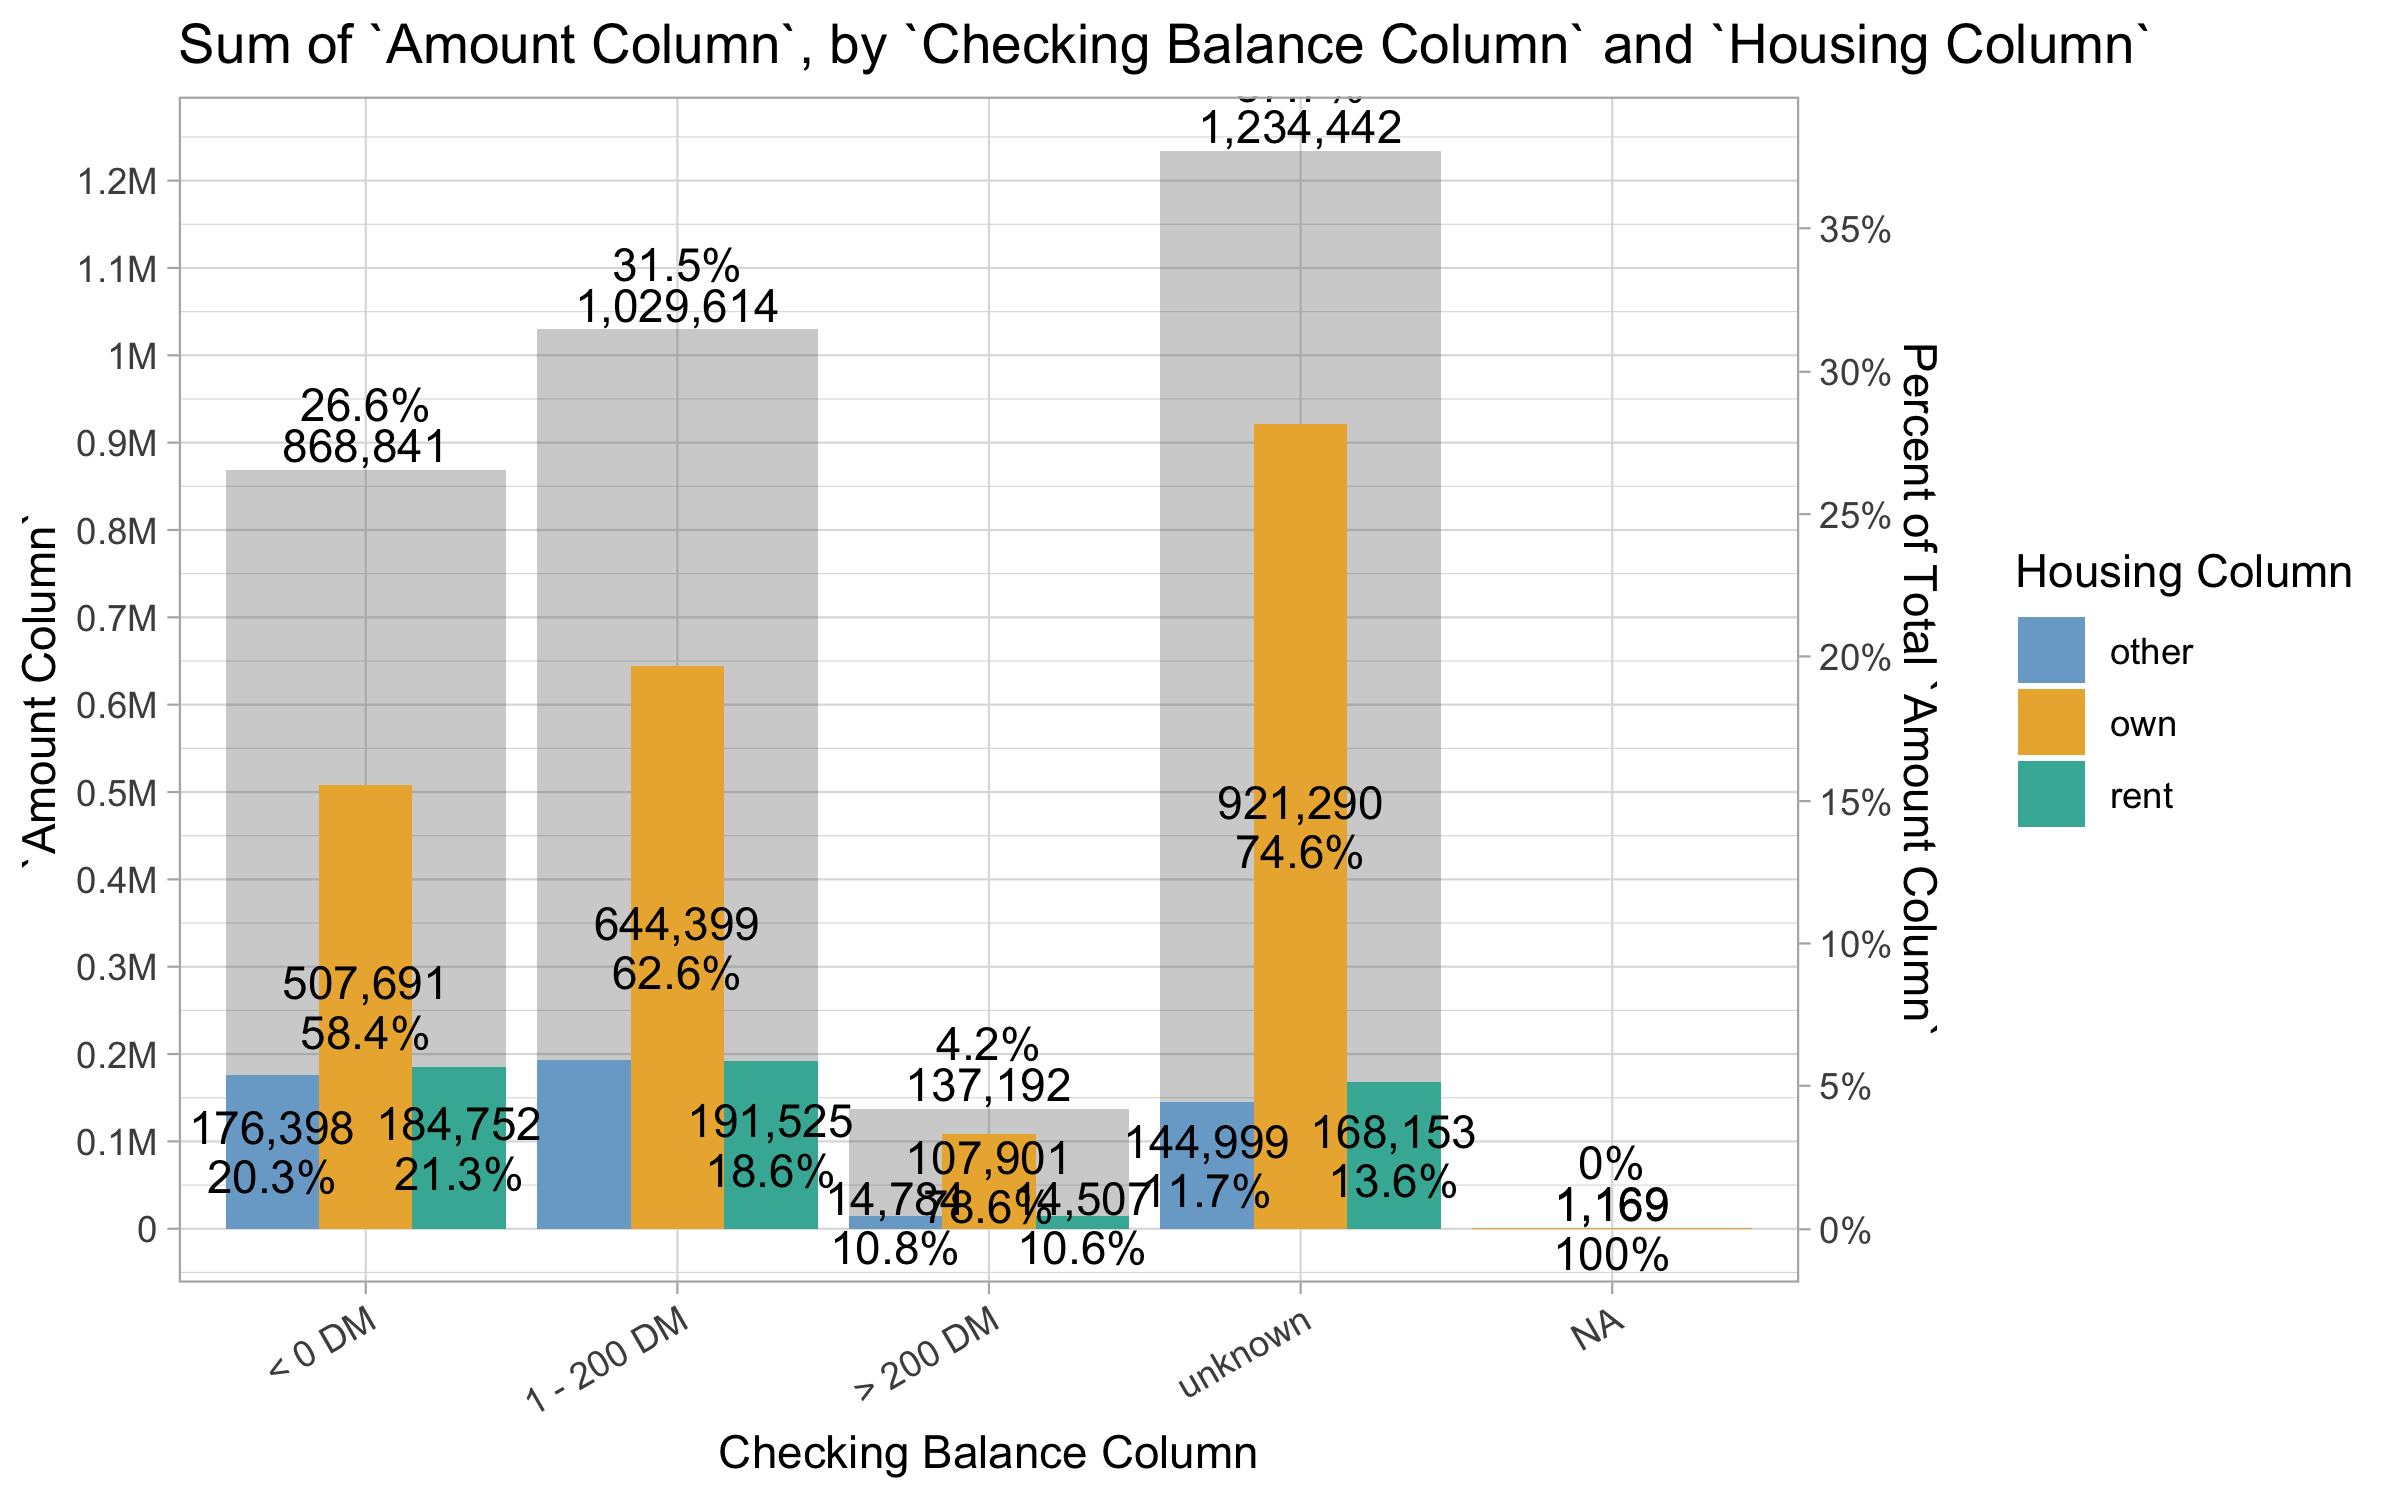 Sum of `Amount Column`, by `Checking Balance Column` and `Housing Column`
1,234,442
1.2M
35%
1.1M
31.5%
1,029,614
1M
30%
26.6%
868,841
0.9M
25%
0.8M
0.7M
20%
0.6M
0.5M
921,290
74.6%
15%
0.4M
644,399
62.6%
10%
0.3M
507,691
58.4%
0.2M
4.2%
137,192
5%
0.1M
176,398
20.3%
184,752
21.3%
191,525
18.6%
107,901
78.6%
14,784
10.8%
14,507
10.6%
144,999
11.7%
168,153
13.6%
0%
1,169
100%
0
0%
`Amount Column`
Percent of Total `Amount Column`
< 0 DM
1 - 200 DM
> 200 DM
unknown
NA
Checking Balance Column
Housing Column
other
own
rent